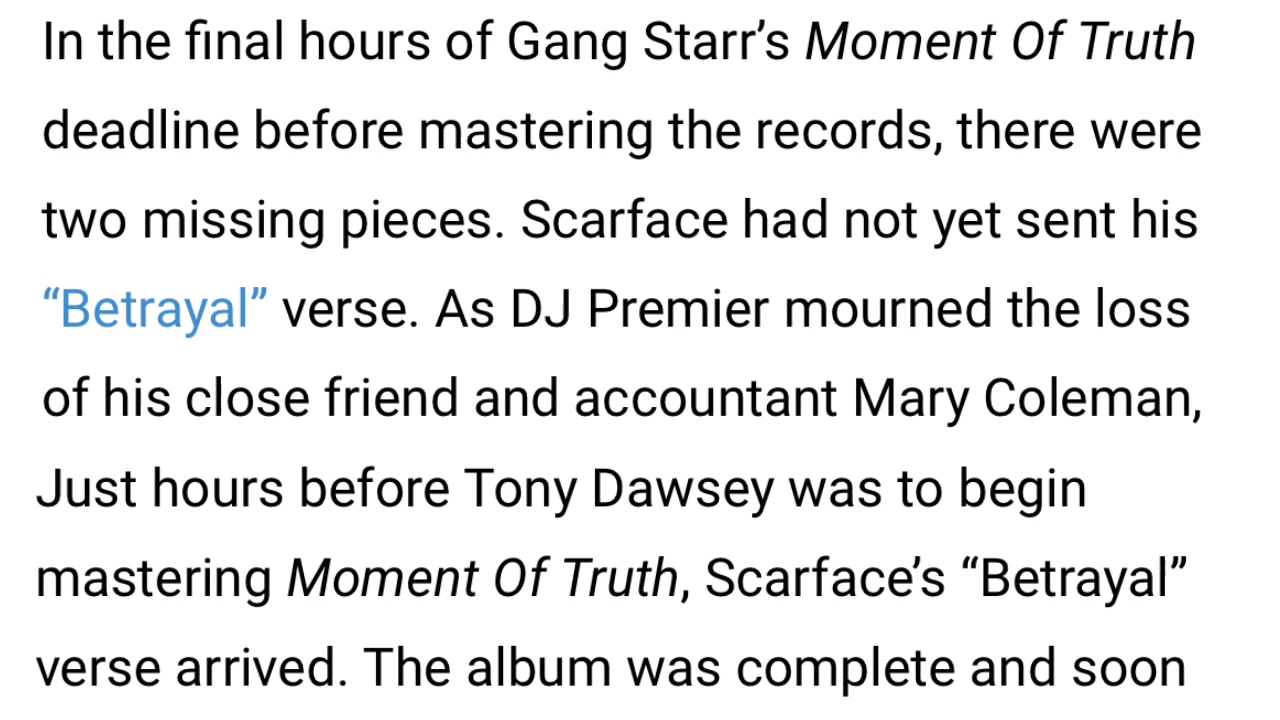 In the final hours of Gang Starr’s Moment Of Truth
deadline before mastering the records, there were
two missing pieces. Scarface had not yet sent his
“Betrayal” verse. As DJ Premier mourned the loss
of his close friend and accountant Mary Coleman,
Just hours before Tony Dawsey was to begin
mastering Moment Of Truth, Scarface’s “Betrayal”
verse arrived. The album was complete and soon